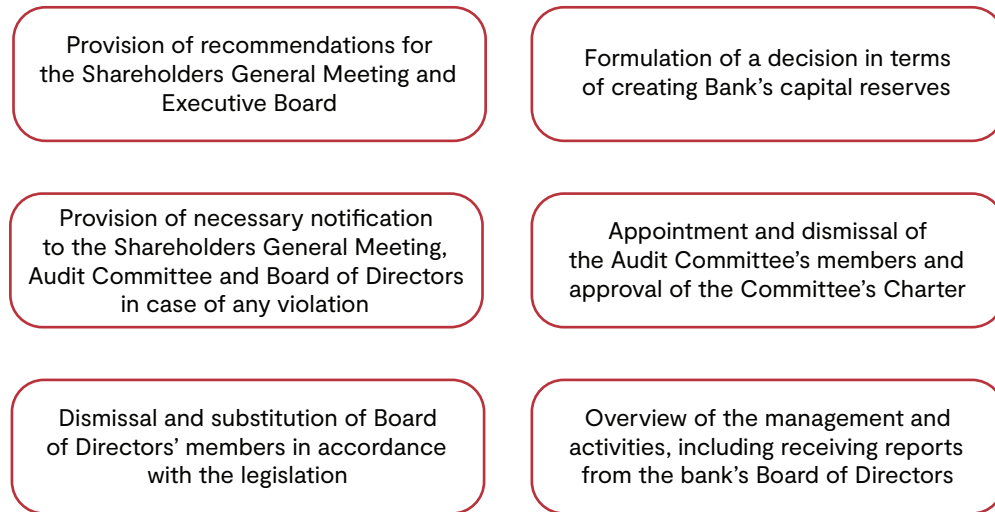 Provision of recommendations for
the Shareholders General Meeting and
Executive Board
Formulation of a decision in terms
of creating Bank's capital reserves
Provision of necessary notification
to the Shareholders General Meeting,
Audit Committee and Board of Directors
in case of any violation
Appointment and dismissal of
the Audit Committee's members and
approval of the Committee's Charter
Dismissal and substitution of Board
of Directors' members in accordance
with the legislation
Overview of the management and
activities, including receiving reports
from the bank's Board of Directors